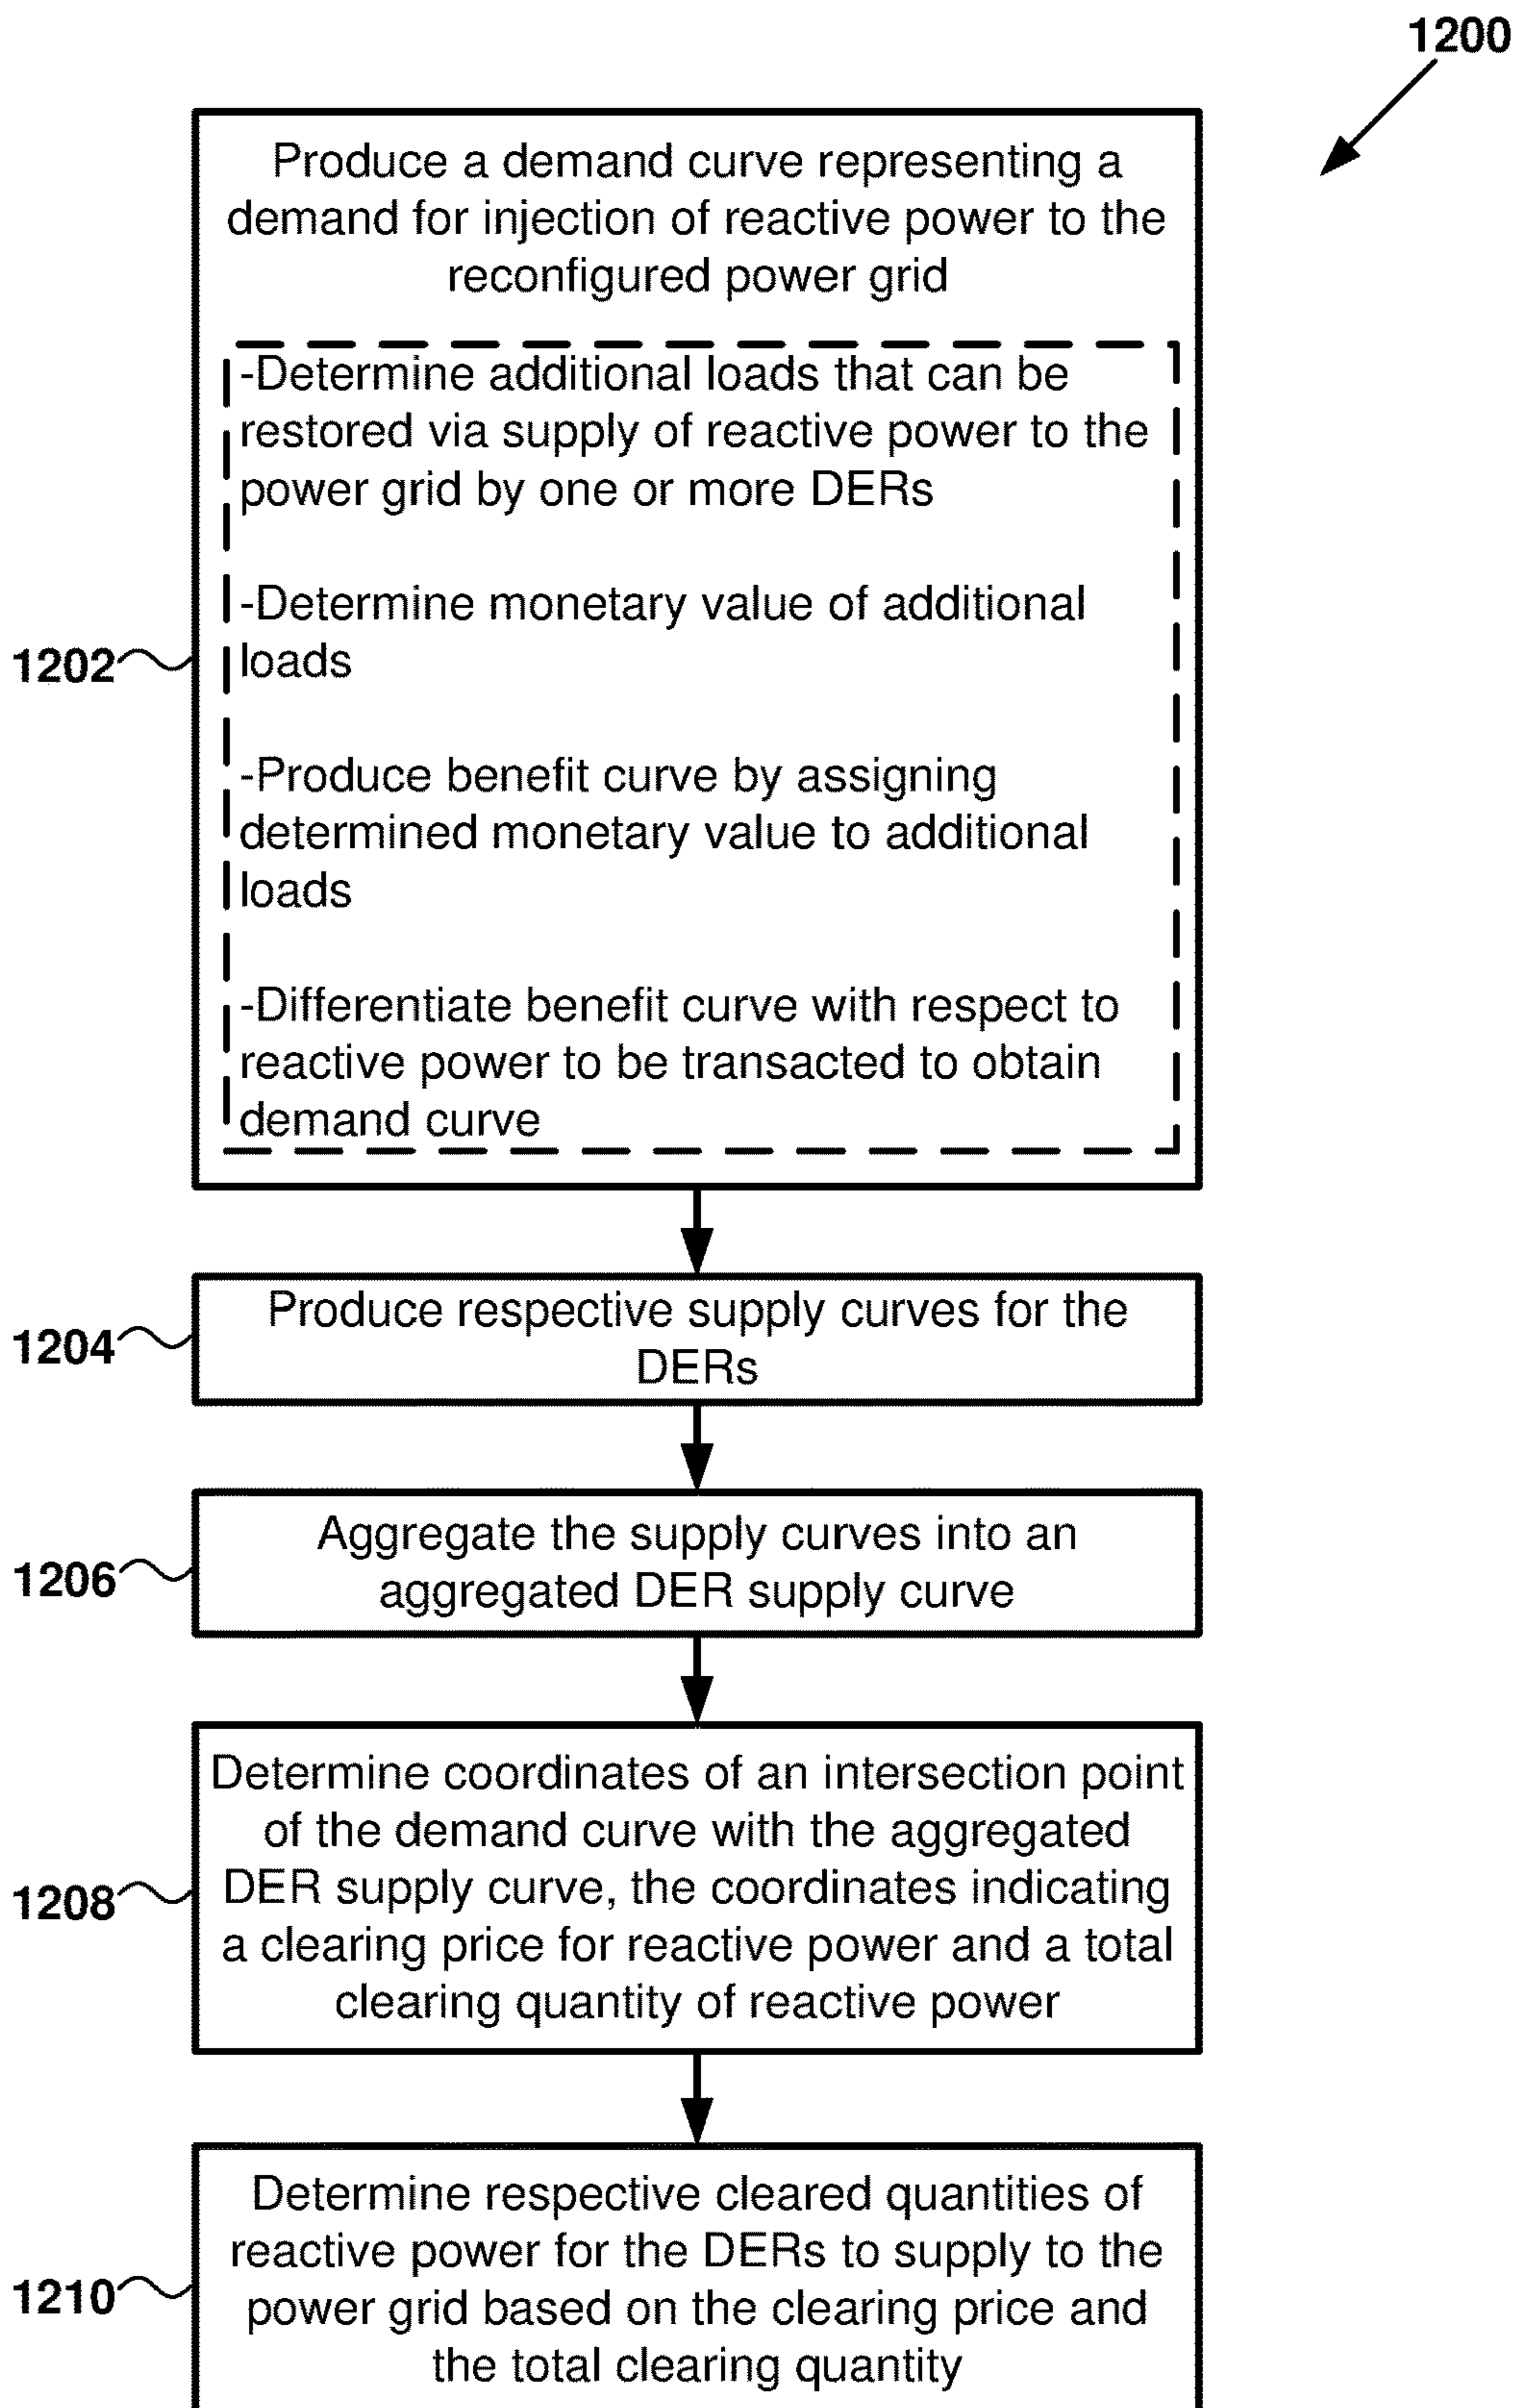 1200
Produce a demand curve representing a
demand for injection of reactive power to the
reconfigured power grid
-Determine additional loads that can be
restored via supply of reactive power to the
power grid by one or more DERs
-Determine monetary value of additional
loads
1202
-Produce benefit curve by assigning
determined monetary value to additional
loads
-Differentiate benefit curve with respect to
reactive power to be transacted to obtain
demand curve
1204
Produce respective supply curves for the
DERs
1206
Aggregate the supply curves into an
aggregated DER supply curve
1208
Determine coordinates of an intersection point
of the demand curve with the aggregated
DER supply curve, the coordinates indicating
a clearing price for reactive power and a total
clearing quantity of reactive power
1210
Determine respective cleared quantities of
reactive power for the DERs to supply to the
power grid based on the clearing price and
the total clearing quantity